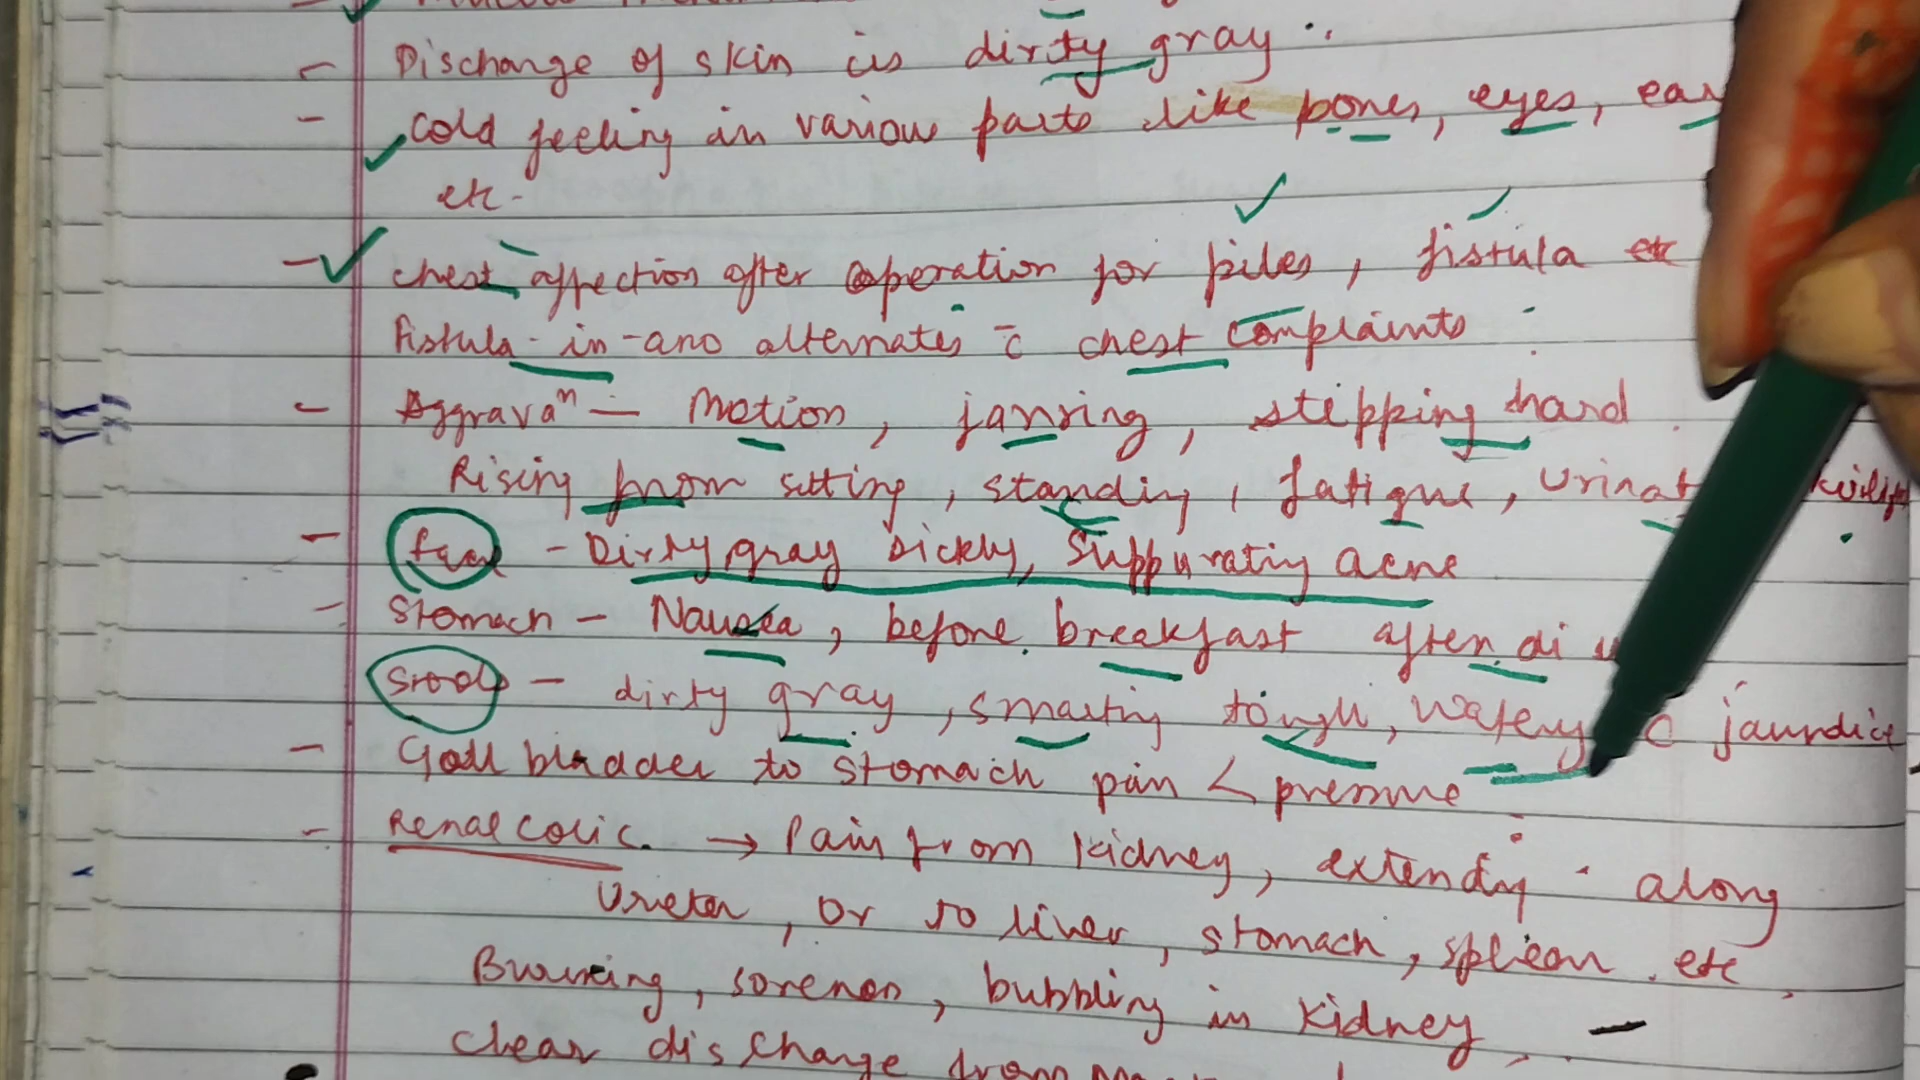 - Discharge of skin is dirty gray.
- cold feeling in various parts like bones, eyes,
etc-
- chest affection after operation for piles, fistula etc
Fistula-in-ano alternates c̄ chest complaints
- Aggravaⁿ - Motion, jarring, stepping hard
Rising from sitting, standing, fatigue,
- face - Dirty gray sickly, suppurating acne
- Stomach - Nausea, before breakfast after
Stools - dirty gray, smarting tough, watery c̄ jaundice
- Gall bladder to stomach pain < pressure
- Renal colic. → Pain from kidney, extending along
Ureter, or to liver, stomach, spleen etc
soreness, bubbling in kidney
clear discharge from